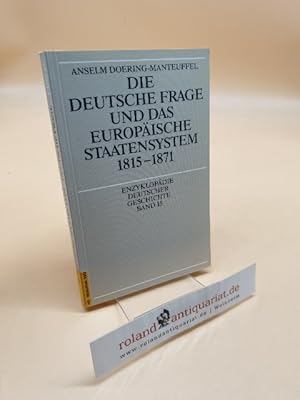 ANSELM DOERING-MANTEUFFEL
DIE
DEUTSCHE FRAGE
UND DAS
EUROPÄISCHE
STAATENSYSTEM
1815–1871
ENZYKLOPÄDIE
DEUTSCHER
GESCHICHTE
BAND 15
rolandantiquariat.de
www.rolandantiquariat.de / Weinheim